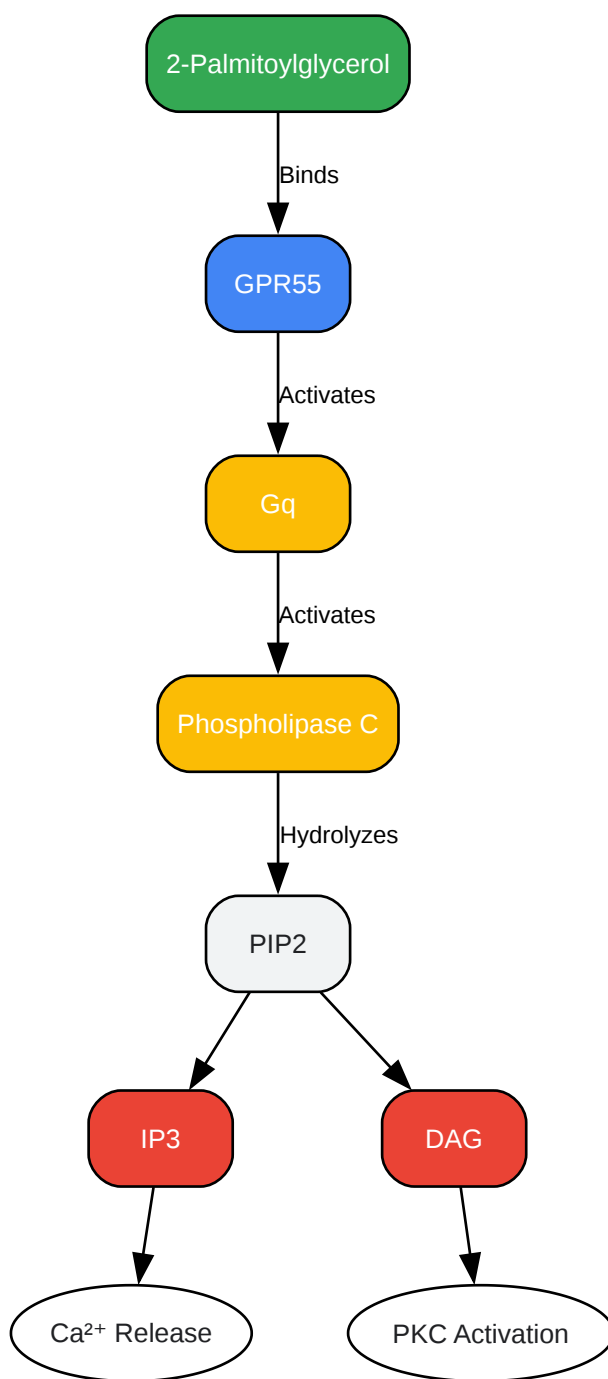 2-Palmitoylglycerol
Binds
GPR55
Activates
Gq
Activates
Phospholipase C
Hydrolyzes
PIP2
IP3
DAG
Ca²⁺ Release
PKC Activation